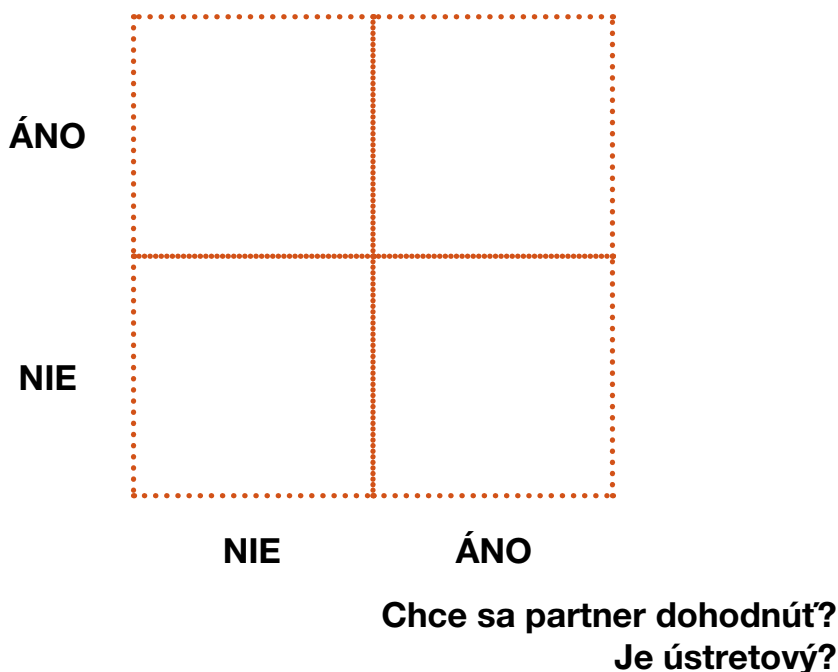 ÁNO
NIE
NIE ÁNO
Chce sa partner dohodnúť?
Je ústretový?